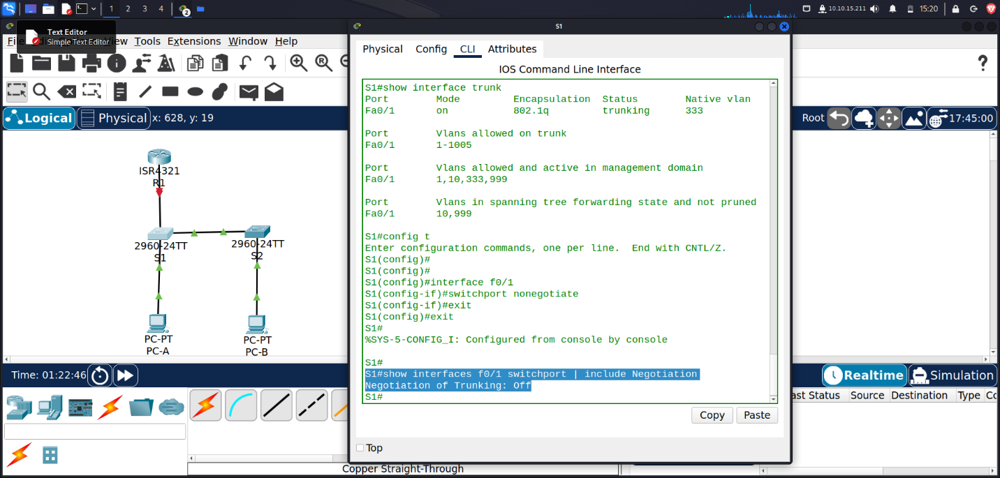 1 2 3 4 2 10.10.15.211 15:20
Text Editor
Simple Text Editor
S1
File View Tools Extensions Window Help
Physical Config CLI Attributes
IOS Command Line Interface
Logical Physical x: 628, y: 19
Root 17:45:00
S1#show interface trunk
Port Mode Encapsulation Status Native vlan
Fa0/1 on 802.1q trunking 333
Port Vlans allowed on trunk
Fa0/1 1-1005
Port Vlans allowed and active in management domain
Fa0/1 1,10,333,999
Port Vlans in spanning tree forwarding state and not pruned
Fa0/1 10,999
S1#config t
Enter configuration commands, one per line. End with CNTL/Z.
S1(config)#
S1(config)#
S1(config)#interface f0/1
S1(config-if)#switchport nonegotiate
S1(config-if)#exit
S1(config)#exit
S1#
%SYS-5-CONFIG_I: Configured from console by console
S1#
S1#show interfaces f0/1 switchport | include Negotiation
Negotiation of Trunking: Off
S1#
Copy Paste
Top
ISR4321
R1
2960-24TT
S1
2960-24TT
S2
PC-PT
PC-A
PC-PT
PC-B
Time: 01:22:46
Realtime Simulation
ast Status Source Destination Type Co
Copper Straight-Through